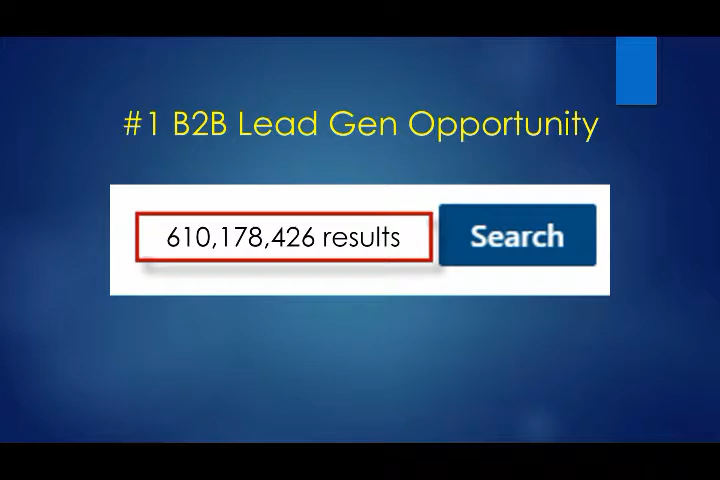 #1 B2B Lead Gen Opportunity
610,178,426 results Search